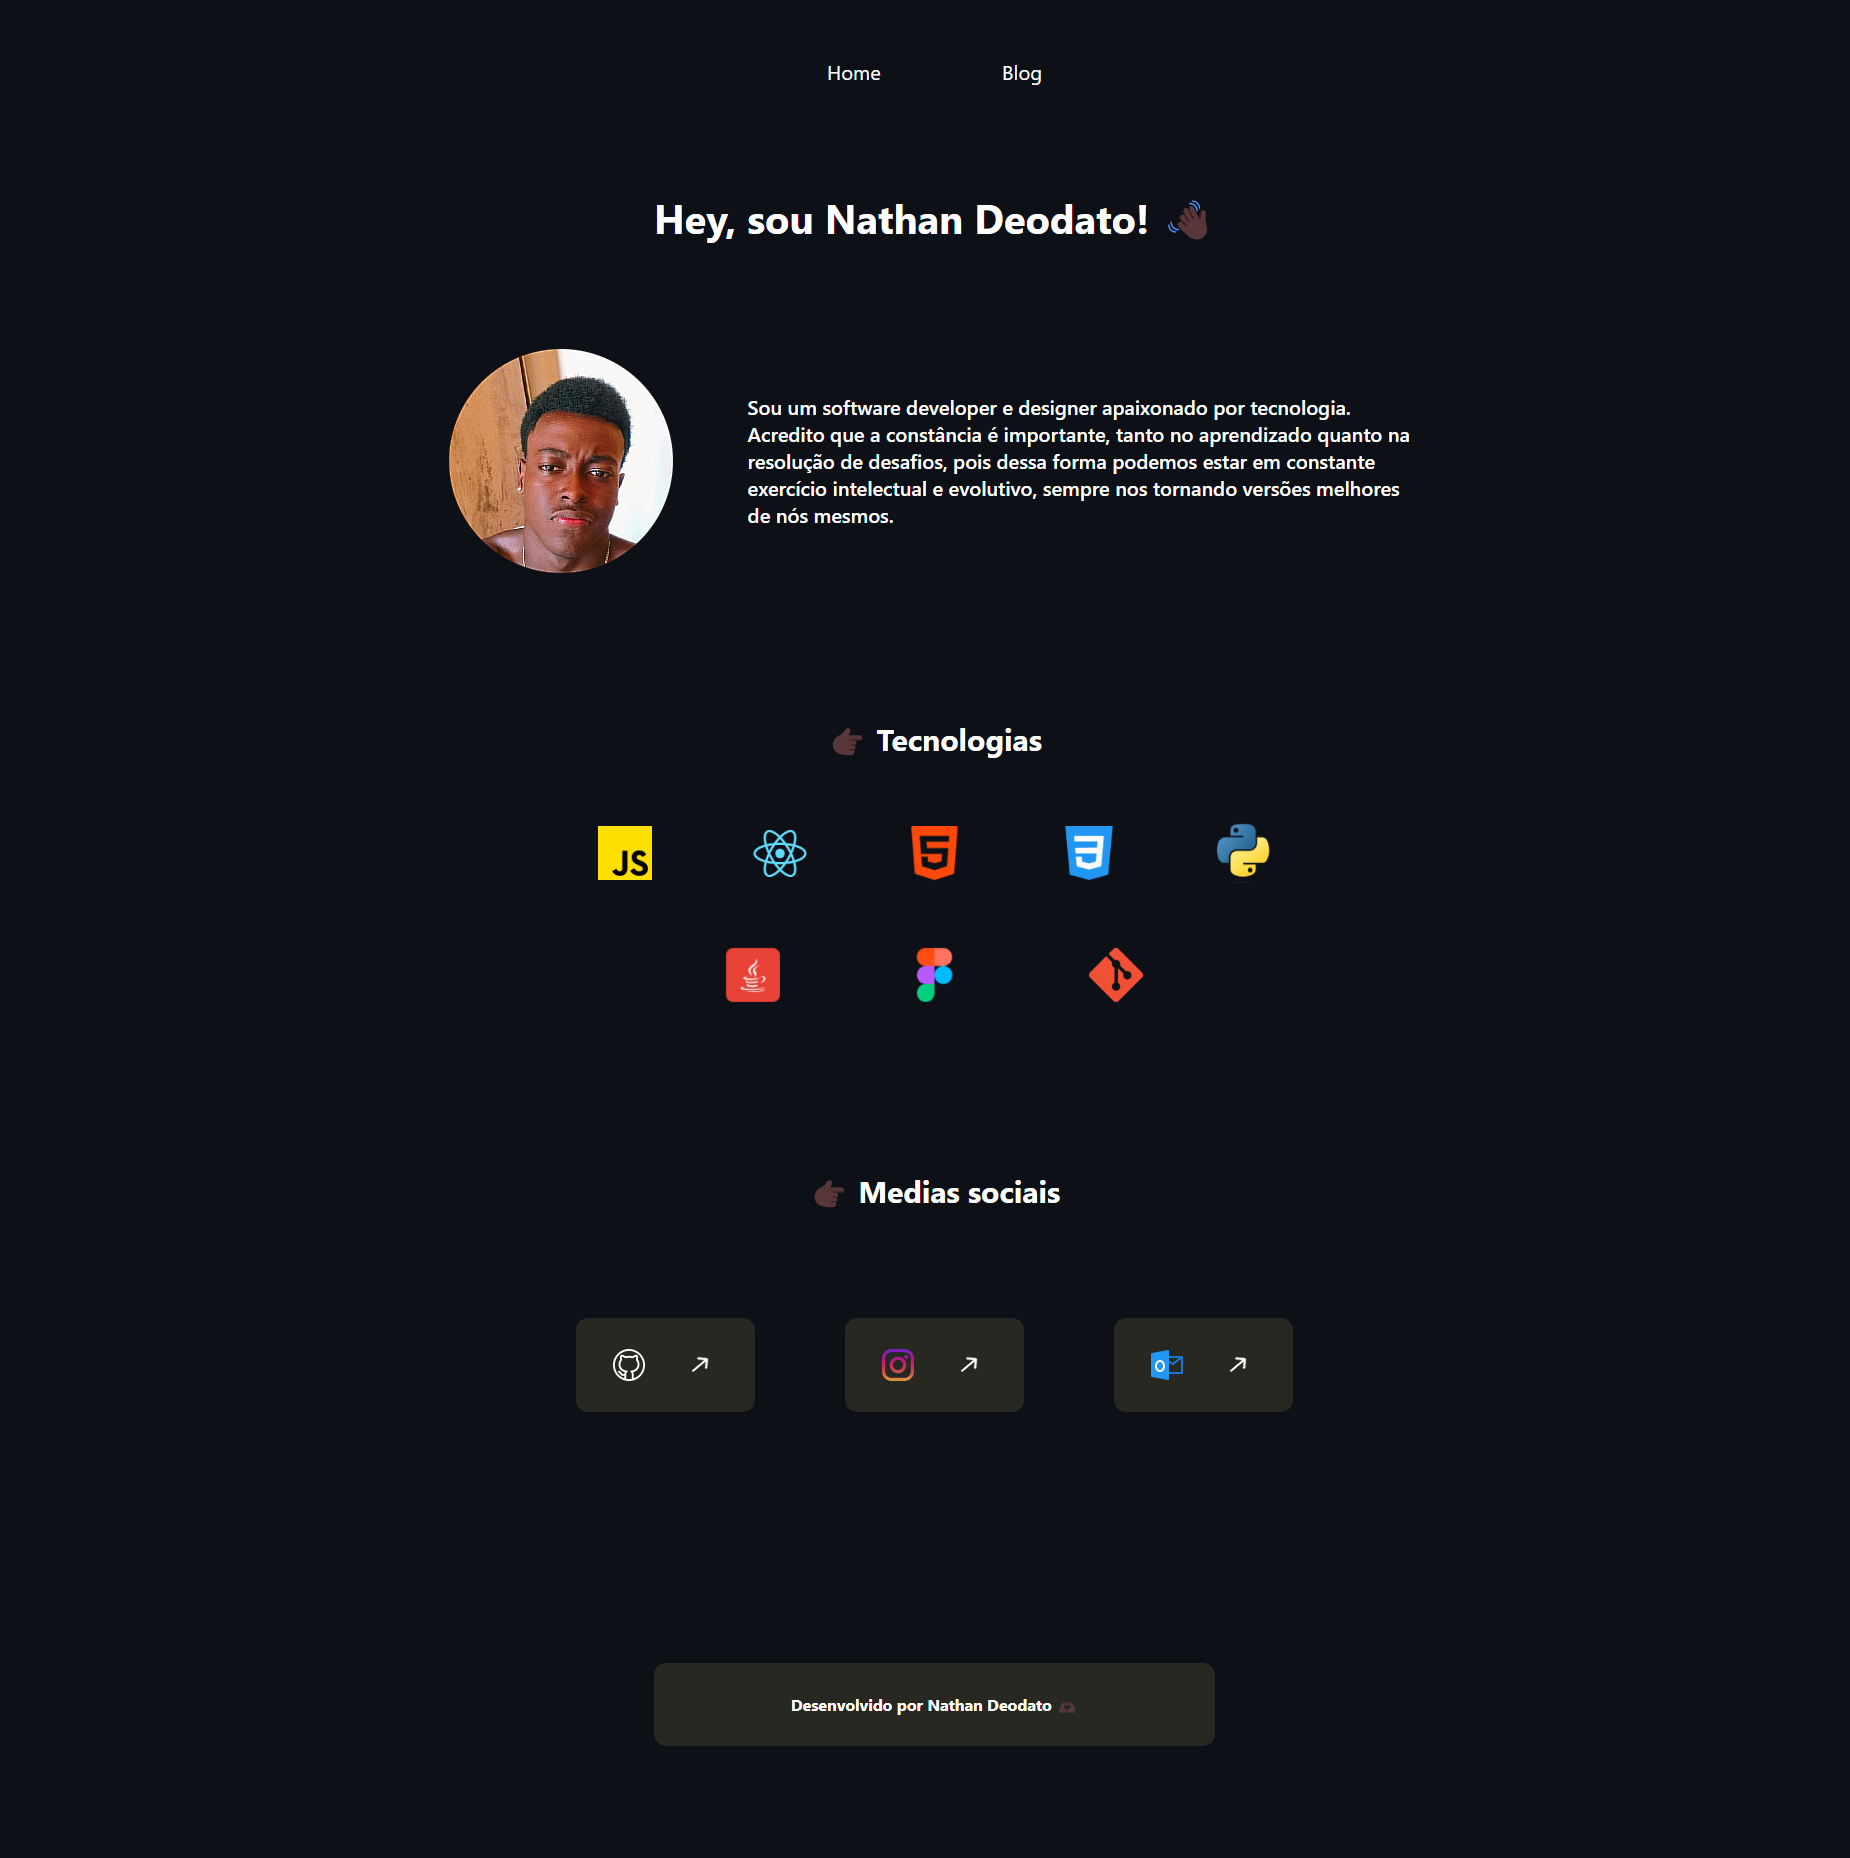 Home Blog
Hey, sou Nathan Deodato! 👋🏿
Sou um software developer e designer apaixonado por tecnologia.
Acredito que a constância é importante, tanto no aprendizado quanto na
resolução de desafios, pois dessa forma podemos estar em constante
exercício intelectual e evolutivo, sempre nos tornando versões melhores
de nós mesmos.
👉🏿 Tecnologias
JS
👉🏿 Medias sociais
Desenvolvido por Nathan Deodato 🫶🏿